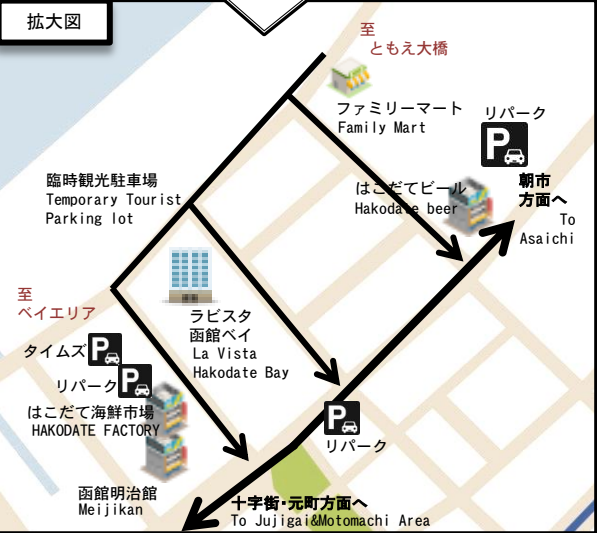 拡大図
至
ともえ大橋
ファミリーマート
Family Mart
リパーク
P
臨時観光駐車場
Temporary Tourist
Parking lot
はこだてビール
Hakodate beer
朝市
方面へ
To
Asaichi
至
ベイエリア
ラビスタ
函館ベイ
La Vista
Hakodate Bay
タイムズ P
リパーク P
はこだて海鮮市場
HAKODATE FACTORY
P
リパーク
函館明治館
Meijikan
十字街・元町方面へ
To Jujigai&Motomachi Area